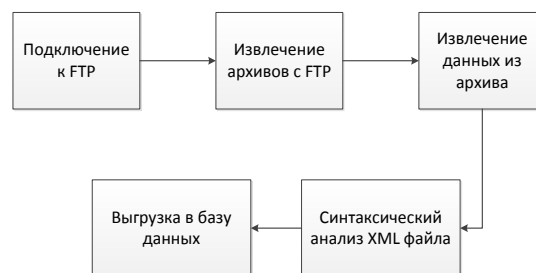 Подключение
к FTP
Извлечение
архивов с FTP
Извлечение
данных из
архива
Синтаксический
анализ XML файла
Выгрузка в базу
данных